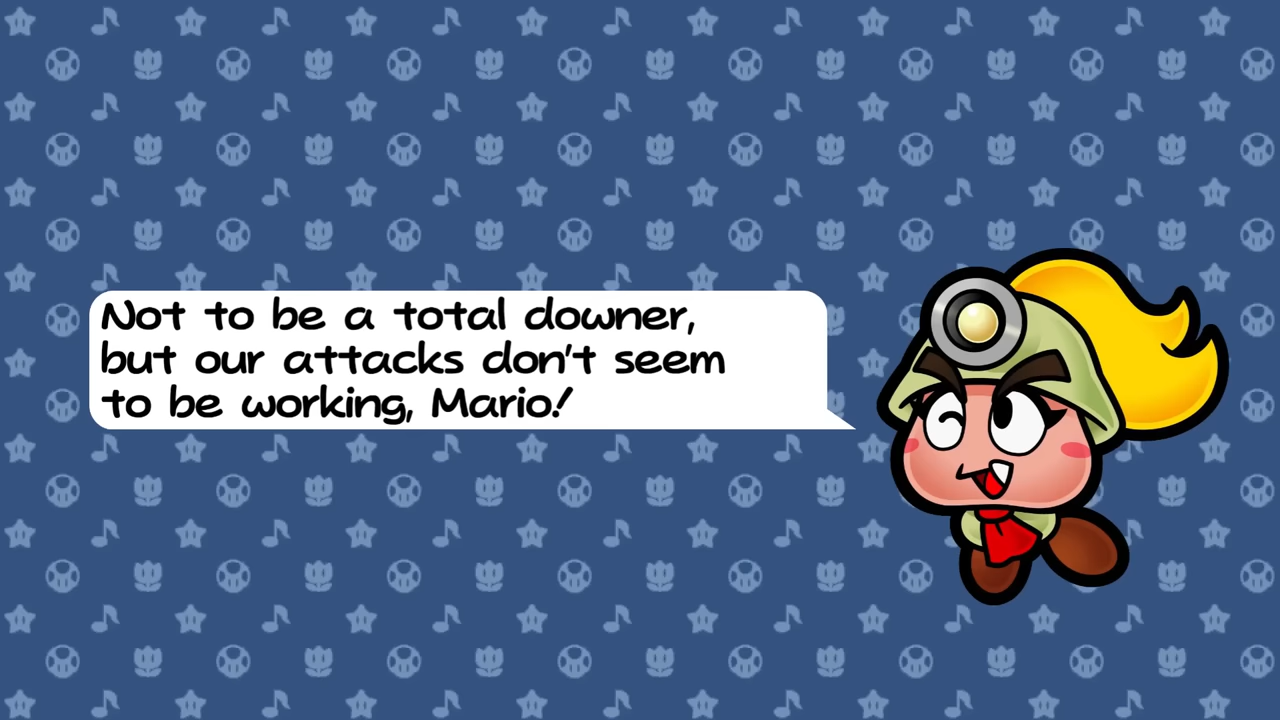 Not to be a total downer,
but our attacks don't seem
to be working, Mario!